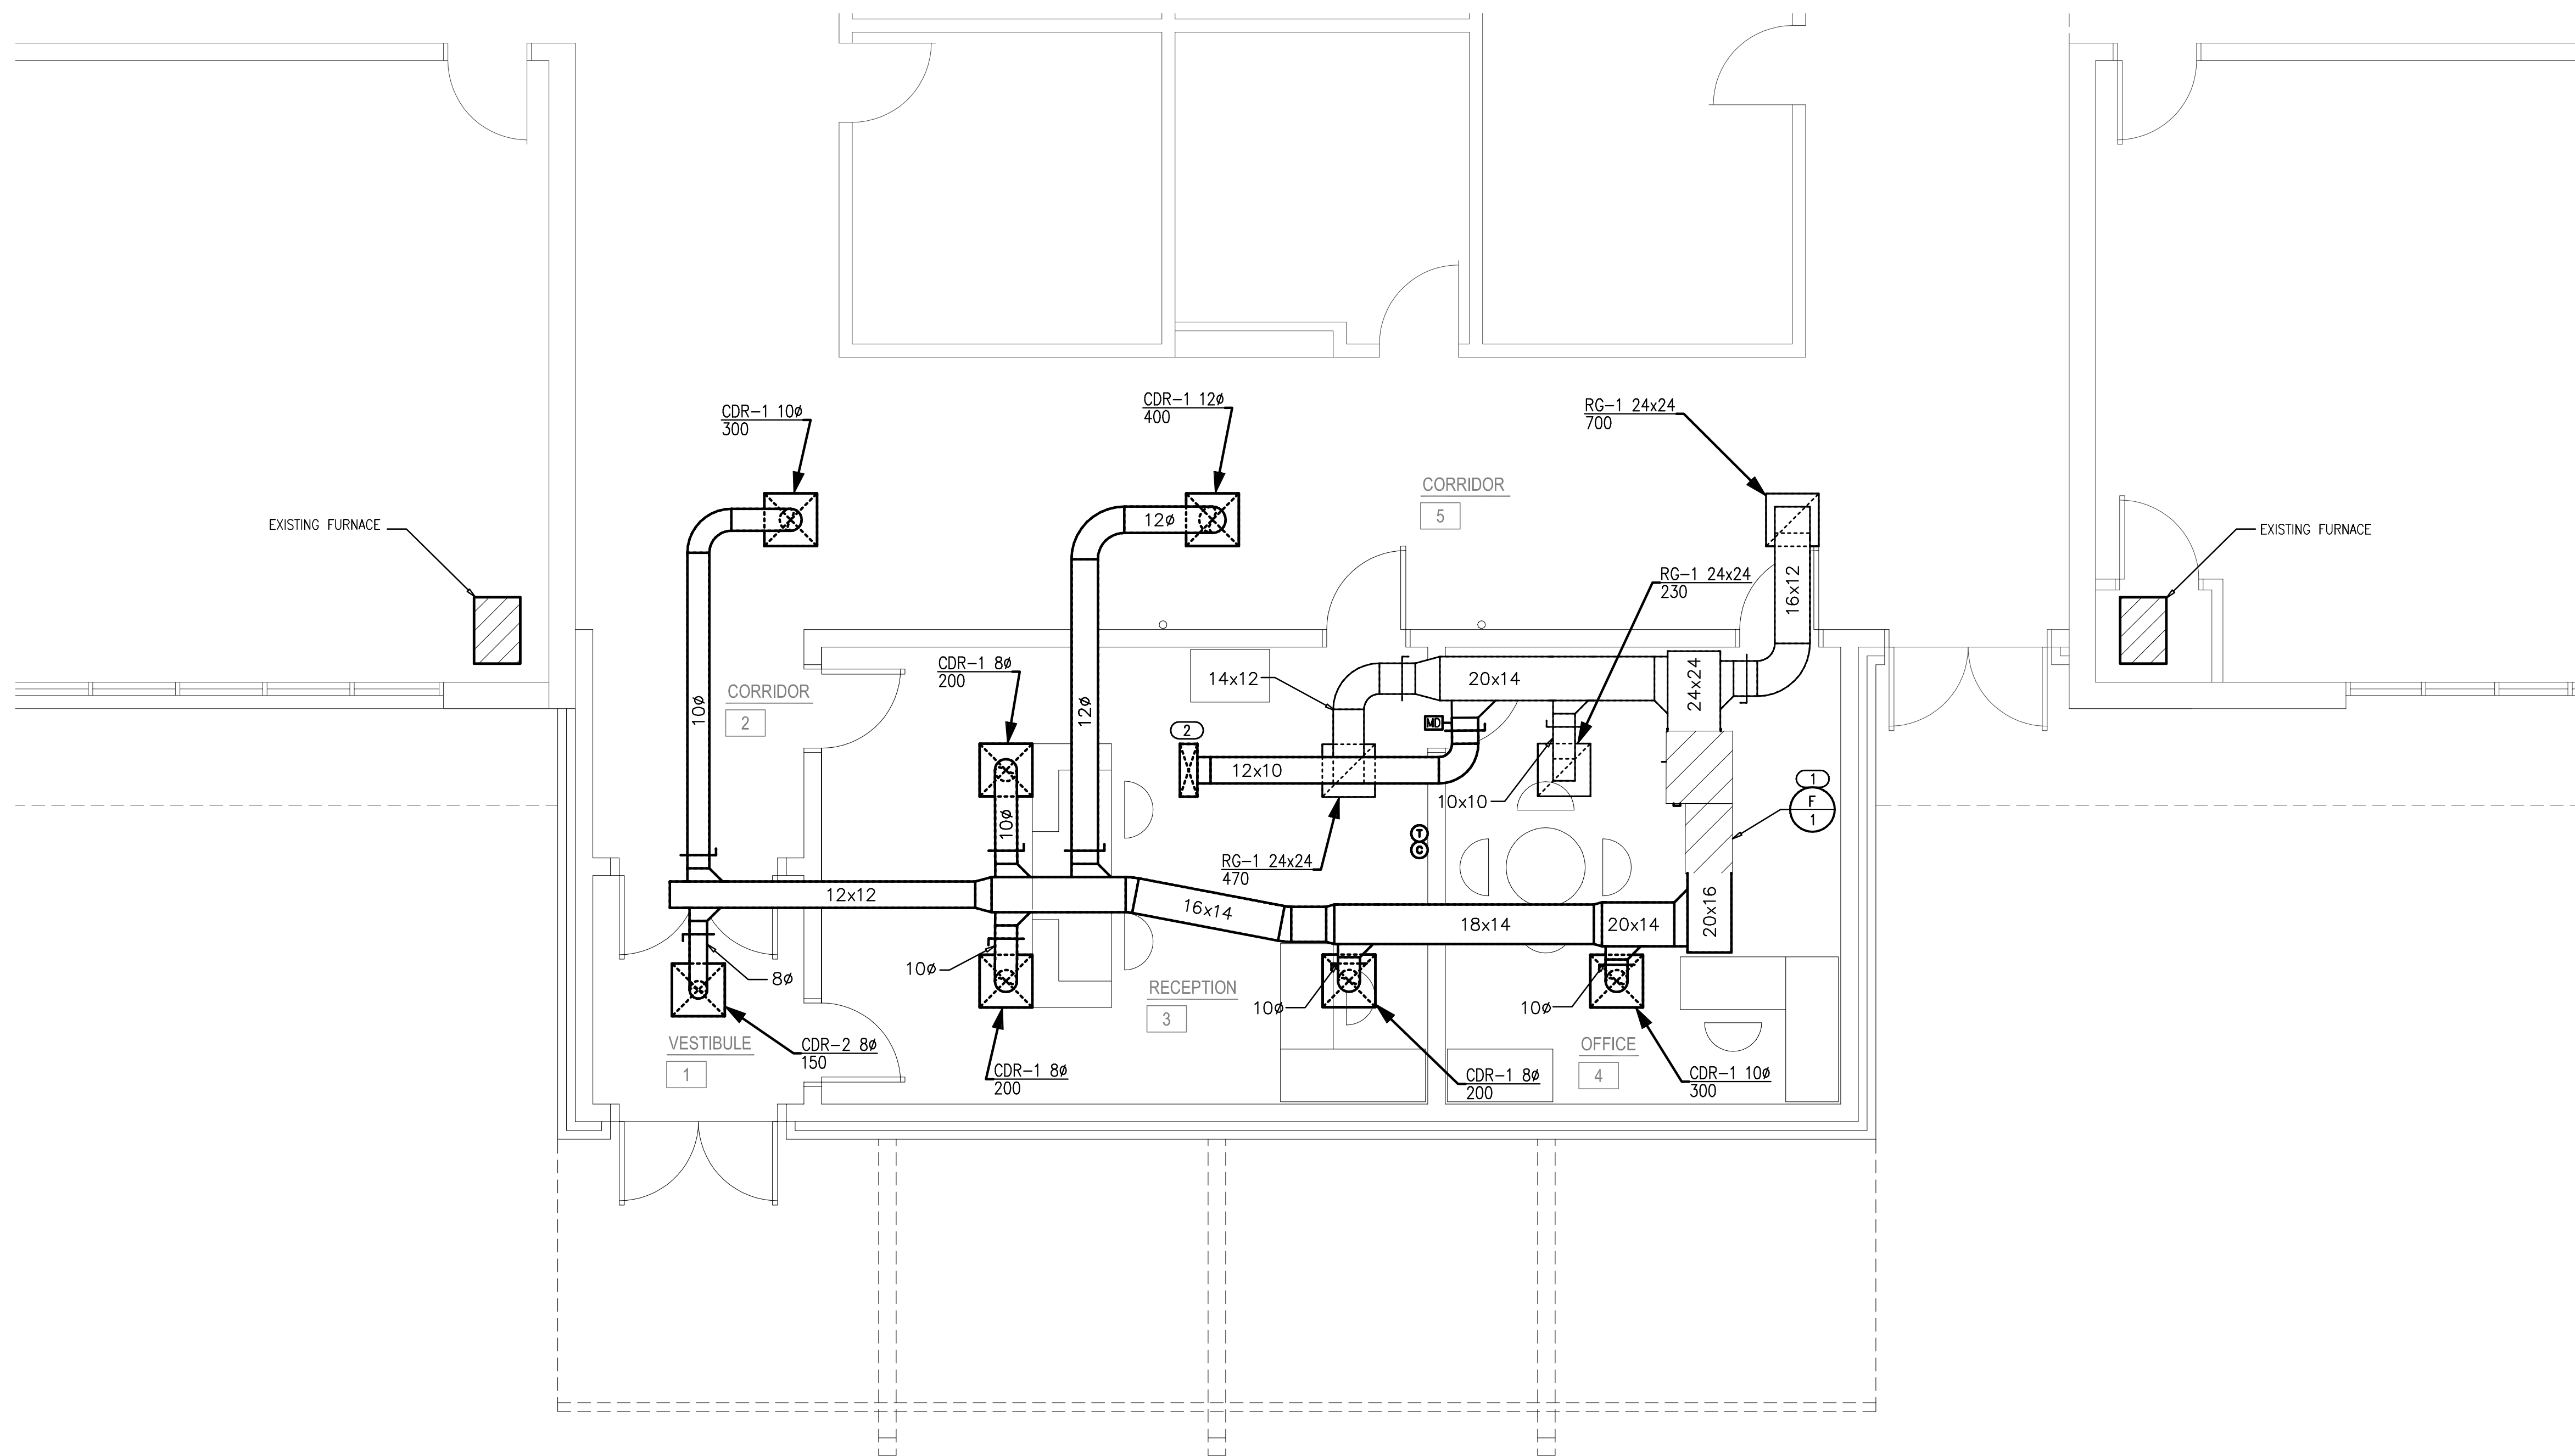 CDR-1 10ø
300
CDR-1 12ø
400
RG-1 24x24
700
CORRIDOR
5
EXISTING FURNACE
EXISTING FURNACE
12ø
RG-1 24x24
230
16x12
CDR-1 8ø
200
14x12
20x14
24x24
CORRIDOR
2
10ø
12ø
MD
2
12x10
10x10
1
F
1
10ø
T
C
RG-1 24x24
470
12x12
16x14
18x14
20x14
20x16
8ø
10ø
10ø
10ø
RECEPTION
3
VESTIBULE
1
CDR-2 8ø
150
CDR-1 8ø
200
CDR-1 8ø
200
OFFICE
4
CDR-1 10ø
300